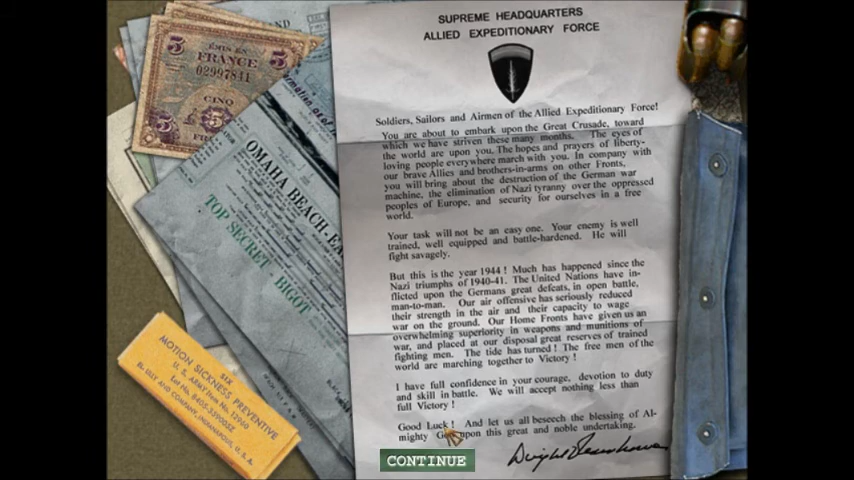 5
EMIS EN
FRANCE
5
02997841
CINQ
OMAHA BEACH-EA
TOP SECRET - BIGOT
SIX
MOTION SICKNESS PREVENTIVE
U. S. ARMY Item No.
ELI LILLY AND COMPANY, INDIANAPOLIS, U. S. A.
SUPREME HEADQUARTERS
ALLIED EXPEDITIONARY FORCE
Soldiers, Sailors and Airmen of the Allied Expeditionary Force!
You are about to embark upon the Great Crusade, toward
which we have striven these many months. The eyes of
the world are upon you. The hopes and prayers of liberty-
loving people everywhere march with you. In company with
our brave Allies and brothers-in-arms on other Fronts,
you will bring about the destruction of the German war
machine, the elimination of Nazi tyranny over the oppressed
peoples of Europe, and security for ourselves in a free
world.
Your task will not be an easy one. Your enemy is well
trained, well equipped and battle-hardened. He will
fight savagely.
But this is the year 1944 ! Much has happened since the
Nazi triumphs of 1940-41. The United Nations have in-
flicted upon the Germans great defeats, in open battle,
man-to-man. Our air offensive has seriously reduced
their strength in the air and their capacity to wage
war on the ground. Our Home Fronts have given us an
overwhelming superiority in weapons and munitions of
war, and placed at our disposal great reserves of trained
fighting men. The tide has turned ! The free men of the
world are marching together to Victory !
I have full confidence in your courage, devotion to duty
and skill in battle. We will accept nothing less than
full Victory !
Good Luck ! And let us all beseech the blessing of Al-
mighty God upon this great and noble undertaking.
Dwight Eisenhower
CONTINUE